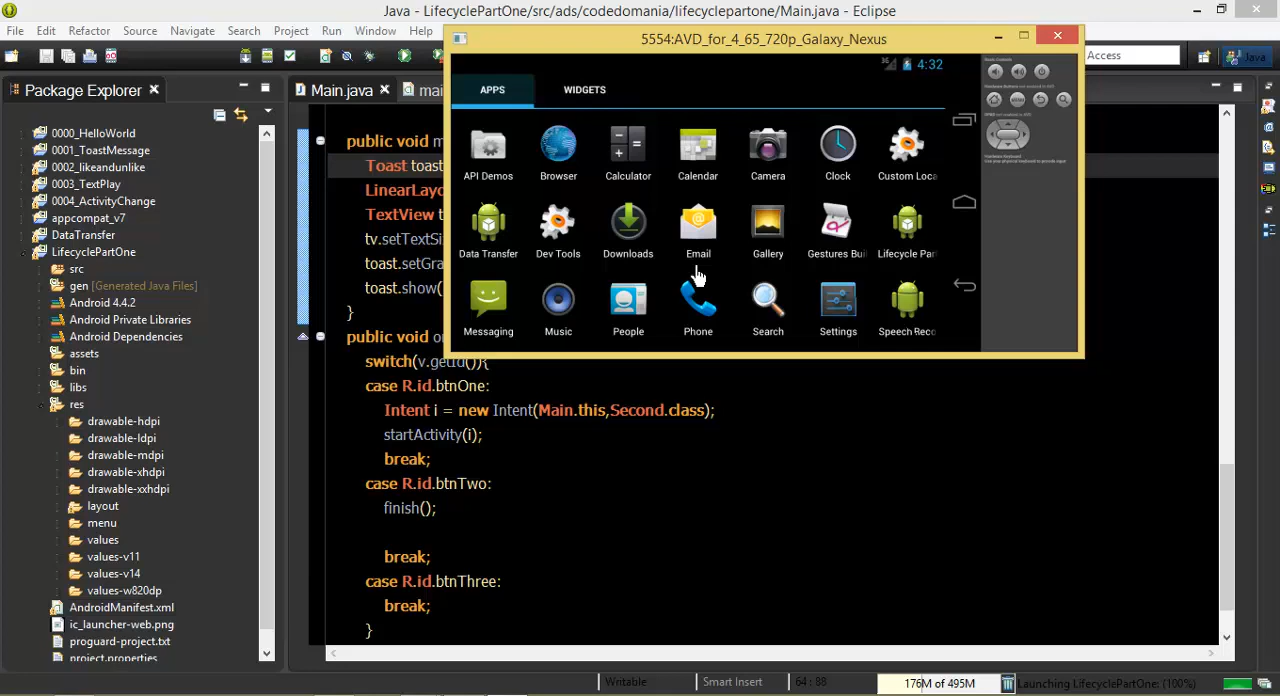 Java - LifecyclePartOne/src/ads/codedomania/lifecyclepartone/Main.java - Eclipse
File Edit Refactor Source Navigate Search Project Run Window Help
Access
Java
Package Explorer
0000_HelloWorld
0001_ToastMessage
0002_likeandunlike
0003_TextPlay
0004_ActivityChange
appcompat_v7
DataTransfer
LifecyclePartOne
src
gen [Generated Java Files]
Android 4.4.2
Android Private Libraries
Android Dependencies
assets
bin
libs
res
drawable-hdpi
drawable-ldpi
drawable-mdpi
drawable-xhdpi
drawable-xxhdpi
layout
menu
values
values-v11
values-v14
values-w820dp
AndroidManifest.xml
ic_launcher-web.png
proguard-project.txt
project.properties
Main.java
mai
public void m
Toast toast
LinearLayo
TextView t
tv.setTextSi
toast.setGra
toast.show(
}
public void o
switch(v.getId()){
case R.id.btnOne:
Intent i = new Intent(Main.this,Second.class);
startActivity(i);
break;
case R.id.btnTwo:
finish();
break;
case R.id.btnThree:
break;
}
5554:AVD_for_4_65_720p_Galaxy_Nexus
3G 4:32
APPS WIDGETS
API Demos Browser Calculator Calendar Camera Clock Custom Loca
Data Transfer Dev Tools Downloads Email Gallery Gestures Bui Lifecycle Par
Messaging Music People Phone Search Settings Speech Reco
Writable Smart Insert 64 : 88 176M of 495M Launching LifecyclePartOne: (100%)